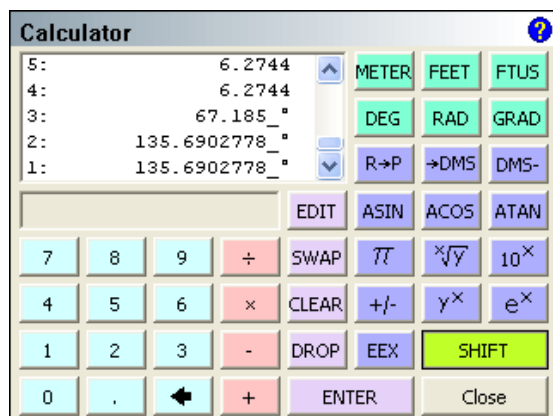 Calculator ?
5: 6.2744
4: 6.2744
3: 67.185_°
2: 135.6902778_°
1: 135.6902778_°
METER FEET FTUS
DEG RAD GRAD
R→P →DMS DMS-
EDIT ASIN ACOS ATAN
7 8 9 ÷ SWAP π ˣ√y 10ˣ
4 5 6 × CLEAR +/- yˣ eˣ
1 2 3 - DROP EEX SHIFT
0 . 🡄 + ENTER Close